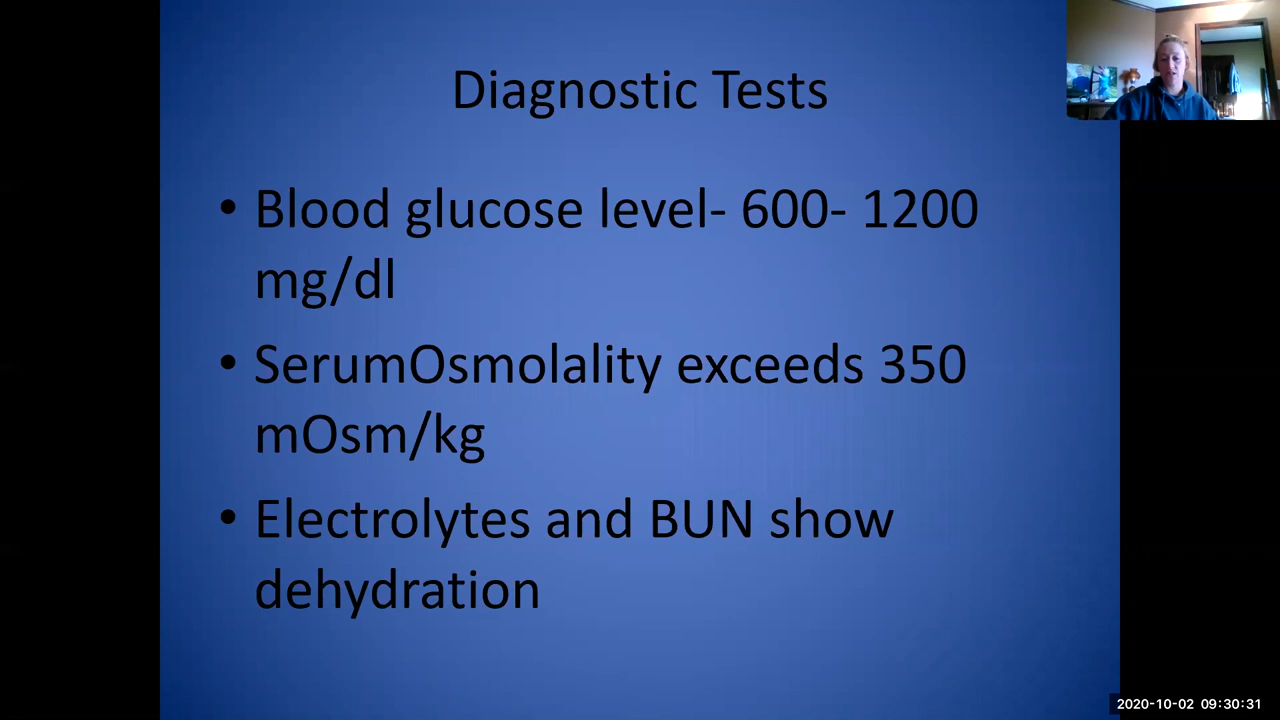 Diagnostic Tests
• Blood glucose level- 600- 1200
mg/dl
• SerumOsmolality exceeds 350
mOsm/kg
• Electrolytes and BUN show
dehydration
2020-10-02 09:30:31